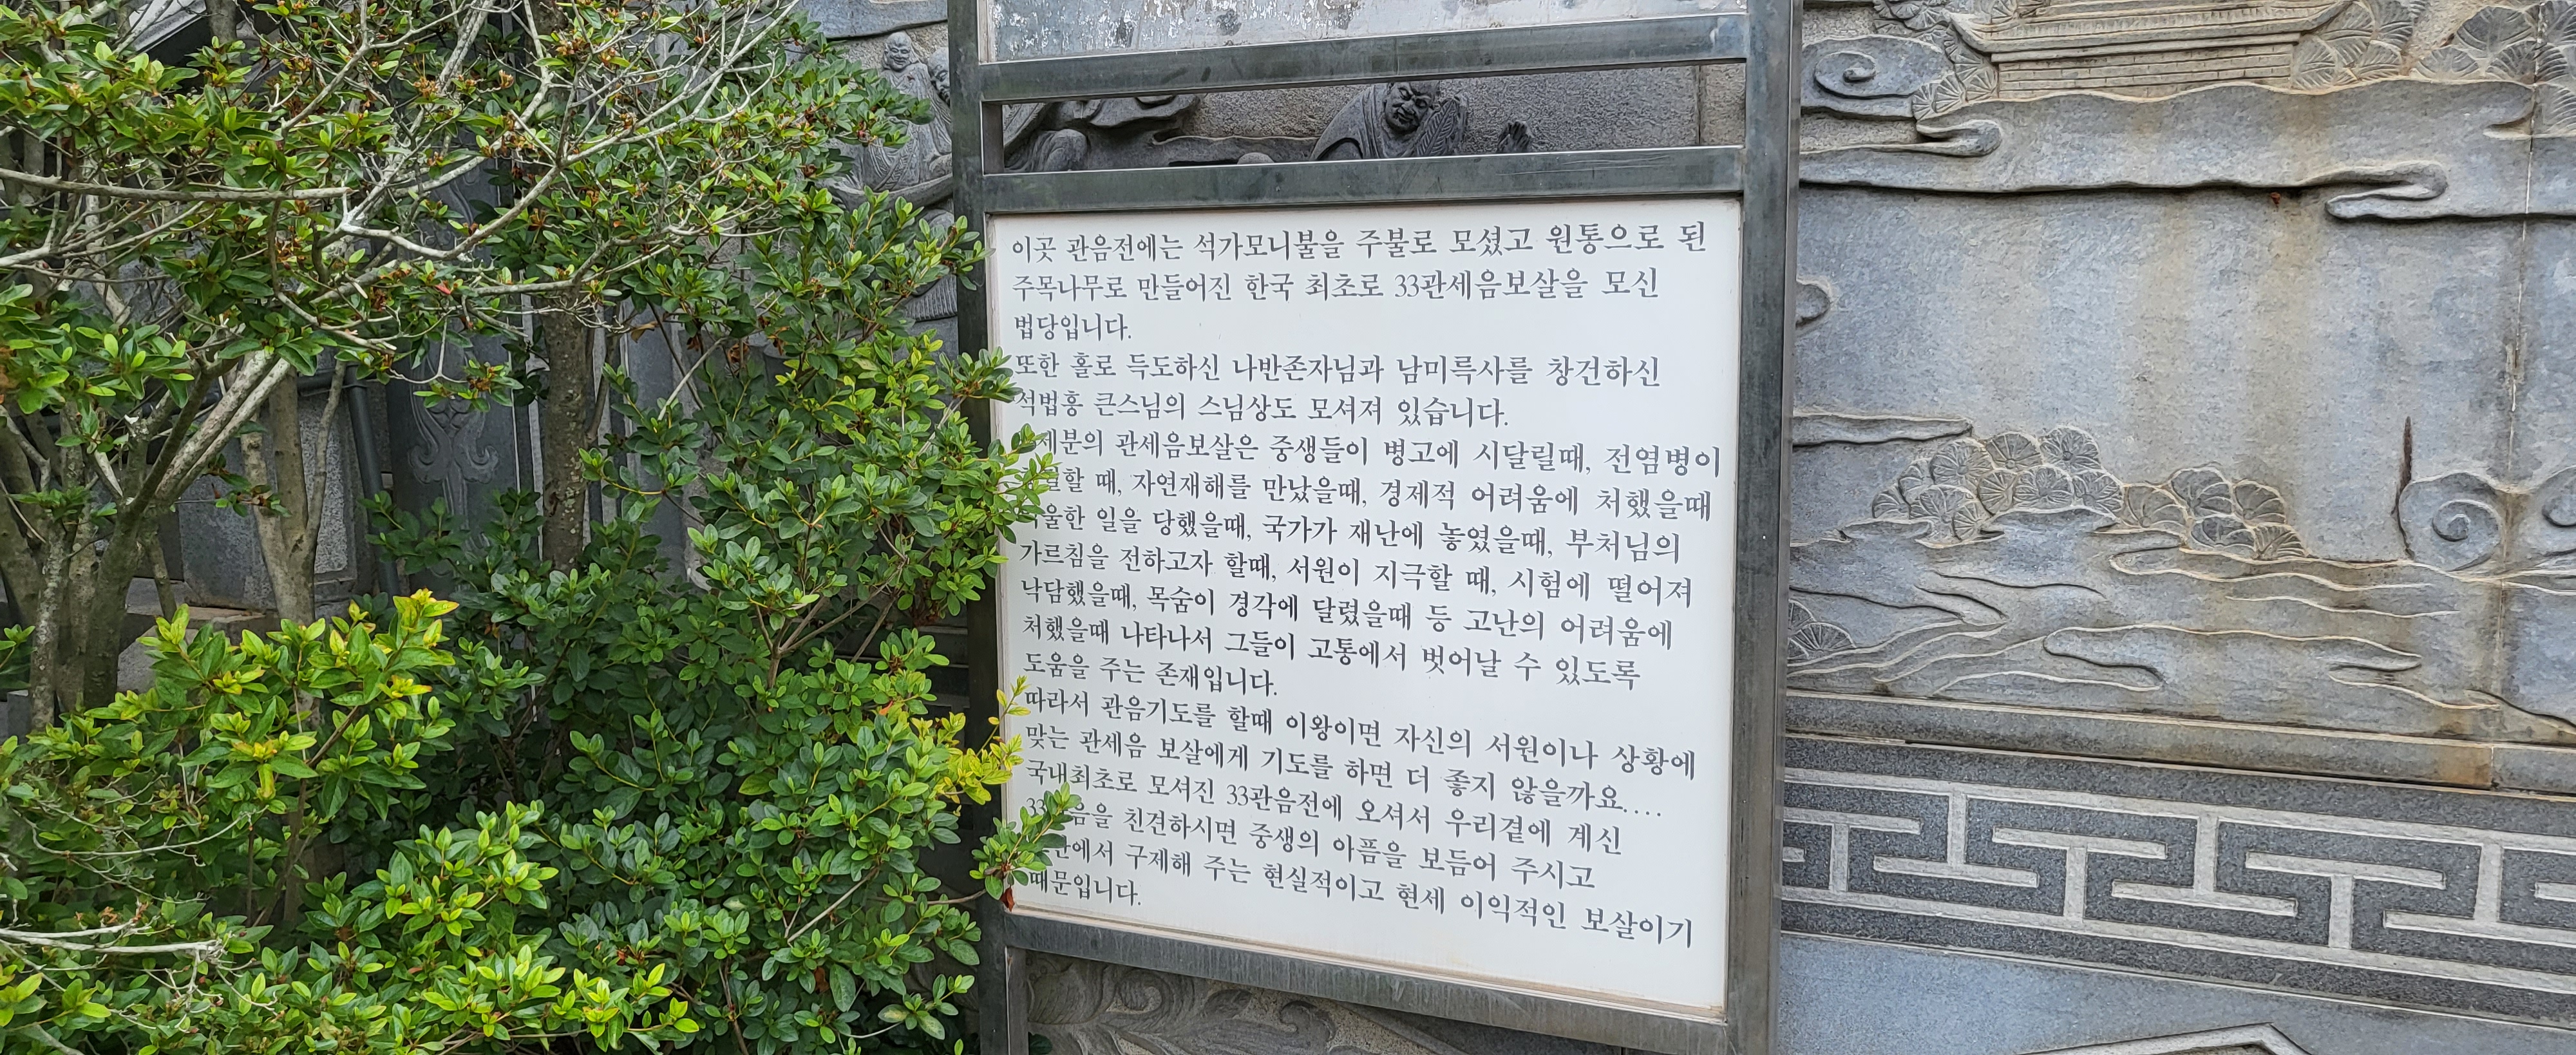 이곳 관음전에는 석가모니불을 주불로 모셨고 원통으로 된
주목나무로 만들어진 한국 최초로 33관세음보살을 모신
법당입니다.
또한 홀로 득도하신 나반존자님과 남미륵사를 창건하신
석법흥 큰스님의 스님상도 모셔져 있습니다.
관세음보살은 중생들이 병고에 시달릴때, 전염병이
때, 자연재해를 만났을때, 경제적 어려움에 처했을때
일을 당했을때, 국가가 재난에 놓였을때, 부처님의
가르침을 전하고자 할때, 서원이 지극할 때, 시험에 떨어져
낙담했을때, 목숨이 경각에 달렸을때 등 고난의 어려움에
처했을때 나타나서 그들이 고통에서 벗어날 수 있도록
도움을 주는 존재입니다.
따라서 관음기도를 할때 이왕이면 자신의 서원이나 상황에
맞는 관세음 보살에게 기도를 하면 더 좋지 않을까요....
국내최초로 모셔진 33관음전에 오셔서 우리곁에 계신
친견하시면 중생의 아픔을 보듬어 주시고
구제해 주는 현실적이고 현세 이익적인 보살이기
때문입니다.